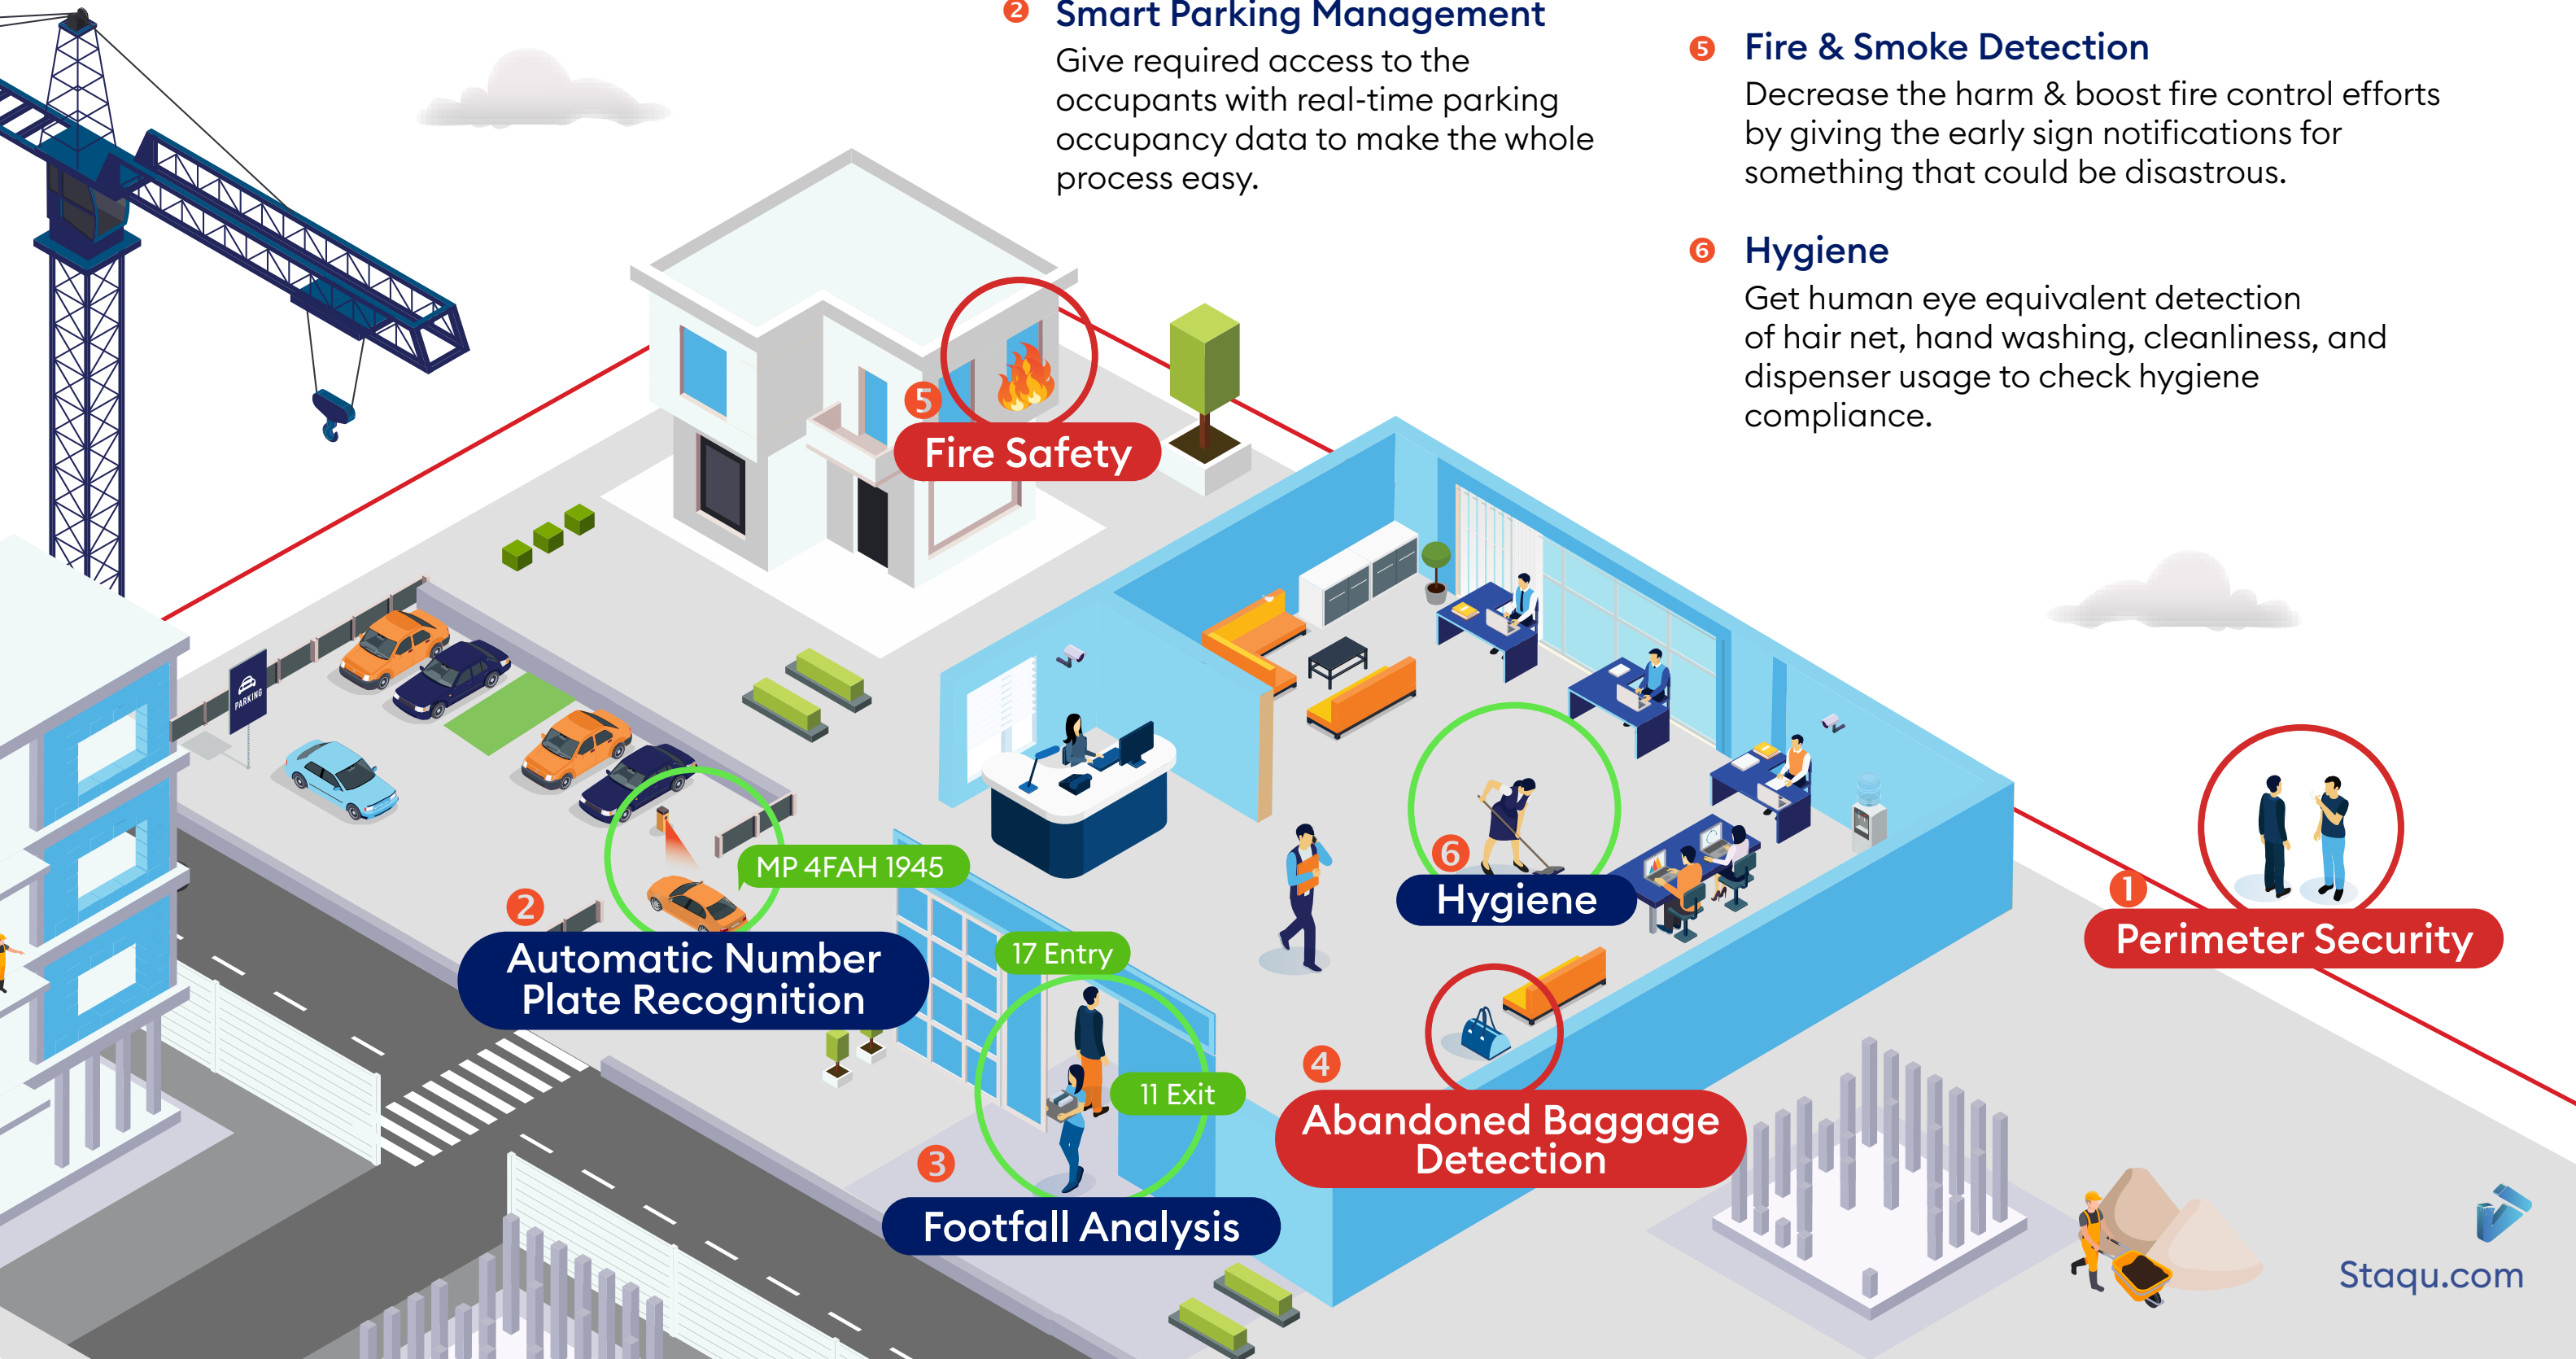 2 Smart Parking Management
Give required access to the
occupants with real-time parking
occupancy data to make the whole
process easy.
5 Fire & Smoke Detection
Decrease the harm & boost fire control efforts
by giving the early sign notifications for
something that could be disastrous.
6 Hygiene
Get human eye equivalent detection
of hair net, hand washing, cleanliness, and
dispenser usage to check hygiene
compliance.
5
Fire Safety
PARKING
MP 4FAH 1945
2
Automatic Number
Plate Recognition
17 Entry
11 Exit
3
Footfall Analysis
6
Hygiene
4
Abandoned Baggage
Detection
1
Perimeter Security
Staqu.com